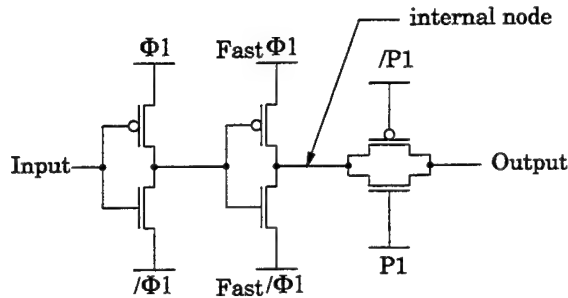 internal node
Φ1
FastΦ1
/P1
Input
Output
/Φ1
Fast/Φ1
P1